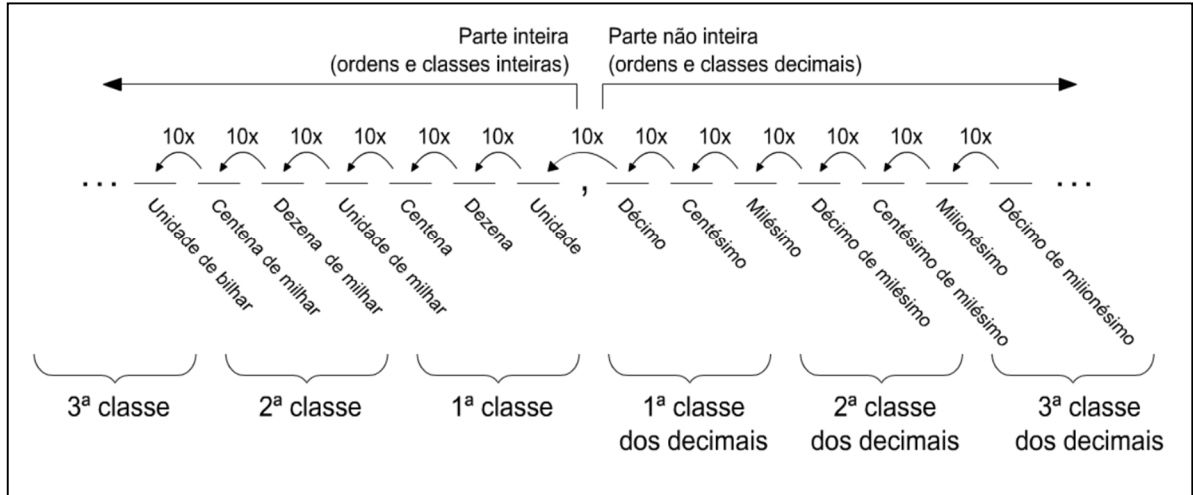 Parte inteira
(ordens e classes inteiras)
Parte não inteira
(ordens e classes decimais)
10x 10x 10x 10x 10x 10x 10x 10x 10x 10x 10x 10x 10x
... , ...
Unidade de bilhar
Centena de milhar
Dezena de milhar
Unidade de milhar
Centena
Dezena
Unidade
Décimo
Centésimo
Milésimo
Décimo de milésimo
Centésimo de milésimo
Milionésimo
Décimo de milionésimo
3ª classe
2ª classe
1ª classe
1ª classe
dos decimais
2ª classe
dos decimais
3ª classe
dos decimais